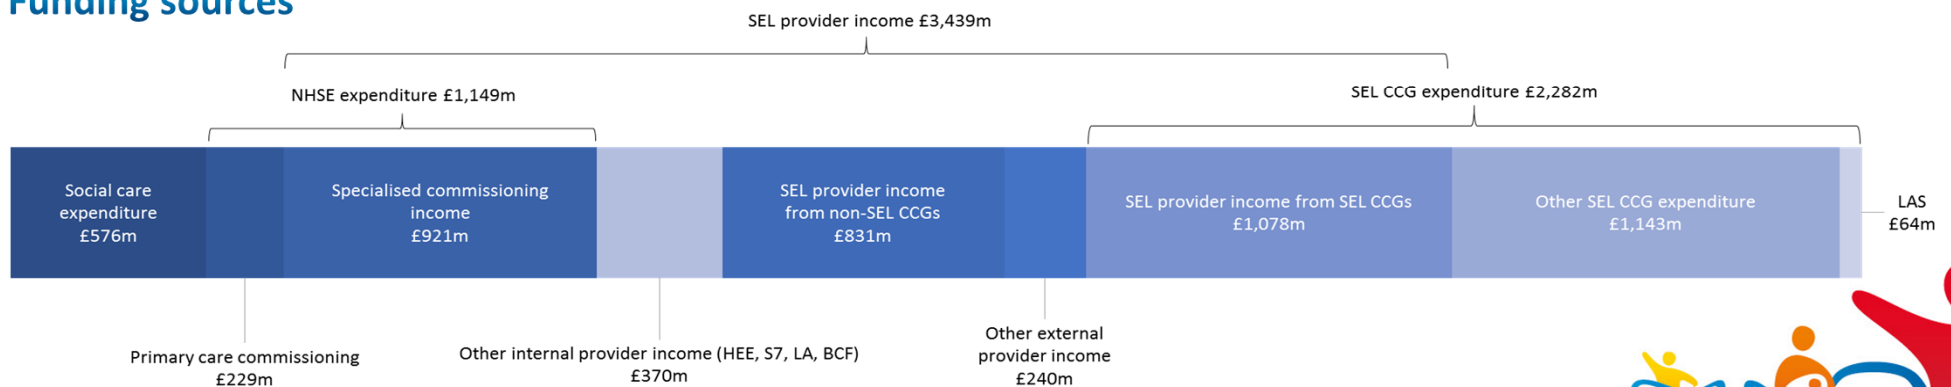 Funding sources
SEL provider income £3,439m
NHSE expenditure £1,149m
SEL CCG expenditure £2,282m
Social care
expenditure
£576m
Specialised commissioning
income
£921m
SEL provider income
from non-SEL CCGs
£831m
SEL provider income from SEL CCGs
£1,078m
Other SEL CCG expenditure
£1,143m
LAS
£64m
Primary care commissioning
£229m
Other internal provider income (HEE, S7, LA, BCF)
£370m
Other external
provider income
£240m